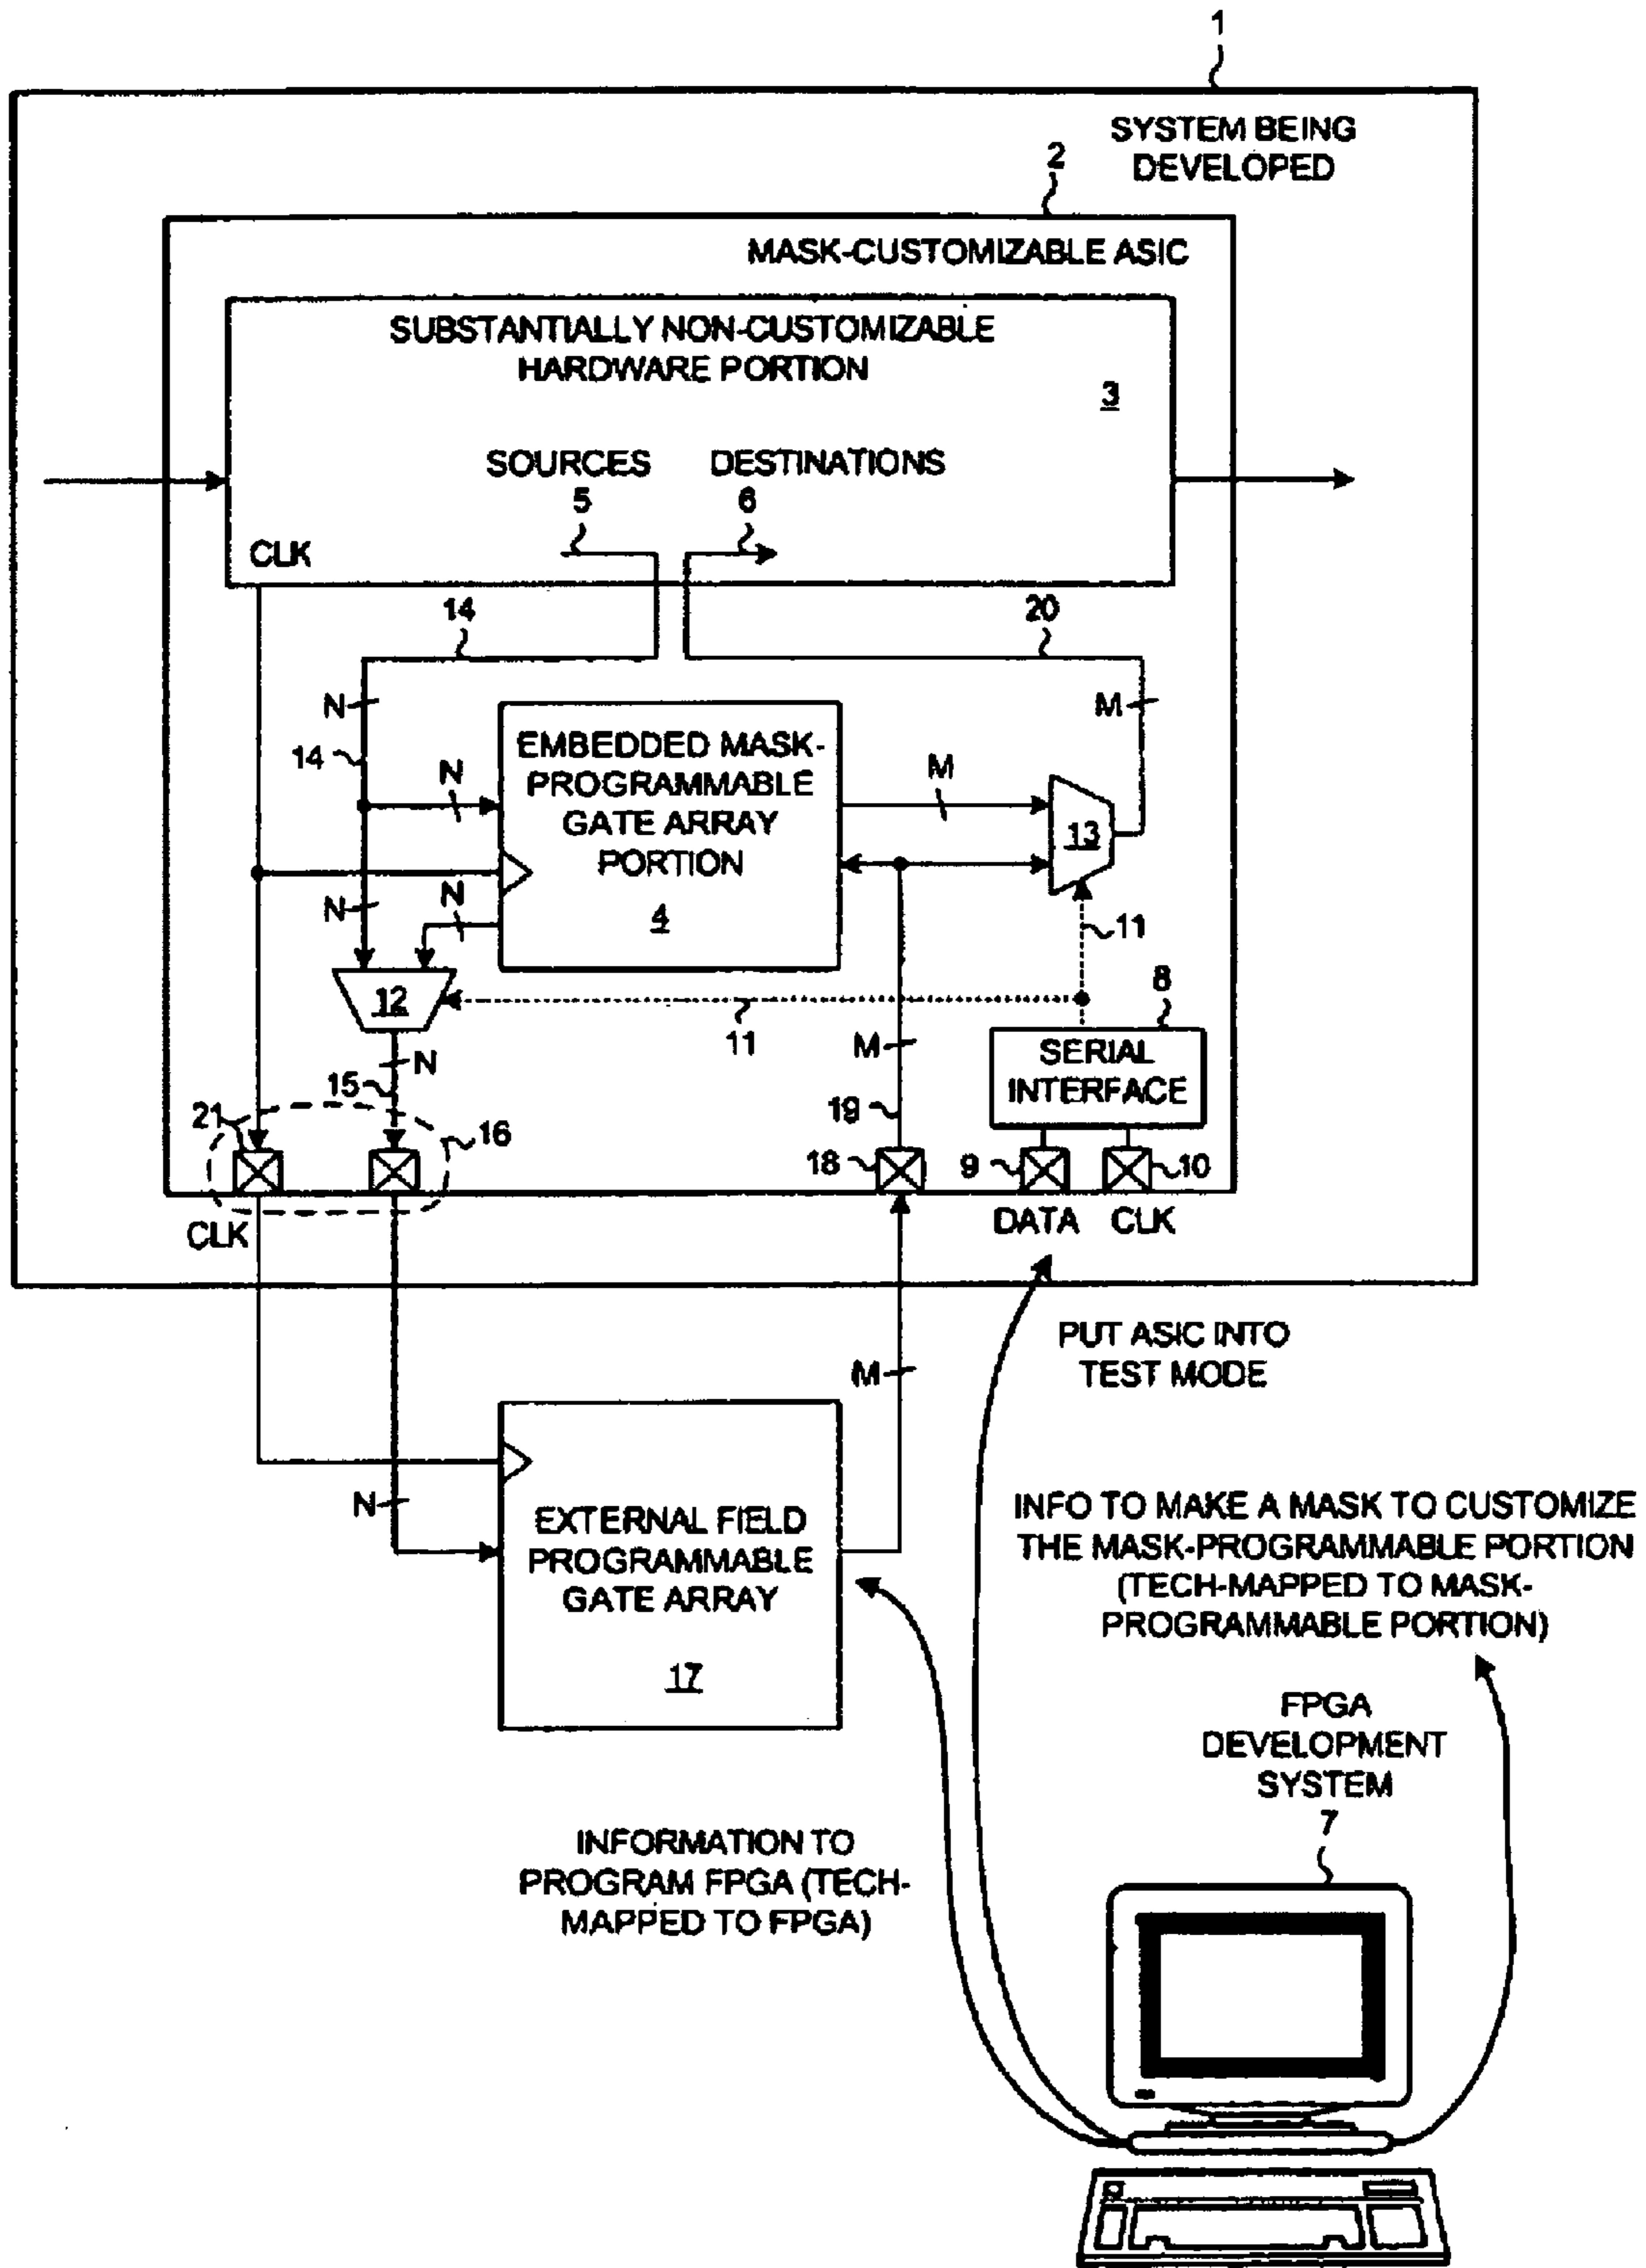 1
SYSTEM BEING
DEVELOPED
2
MASK-CUSTOMIZABLE ASIC
SUBSTANTIALLY NON-CUSTOMIZABLE
HARDWARE PORTION
3
SOURCES
5
DESTINATIONS
6
CLK
14
20
N
M
14
N
EMBEDDED MASK-
PROGRAMMABLE
GATE ARRAY
PORTION
4
M
13
N
N
11
12
11
8
SERIAL
INTERFACE
N
15
M
19
21
16
18
9
10
CLK
DATA
CLK
PUT ASIC INTO
TEST MODE
M
N
EXTERNAL FIELD
PROGRAMMABLE
GATE ARRAY
17
INFO TO MAKE A MASK TO CUSTOMIZE
THE MASK-PROGRAMMABLE PORTION
(TECH-MAPPED TO MASK-
PROGRAMMABLE PORTION)
FPGA
DEVELOPMENT
SYSTEM
7
INFORMATION TO
PROGRAM FPGA (TECH-
MAPPED TO FPGA)